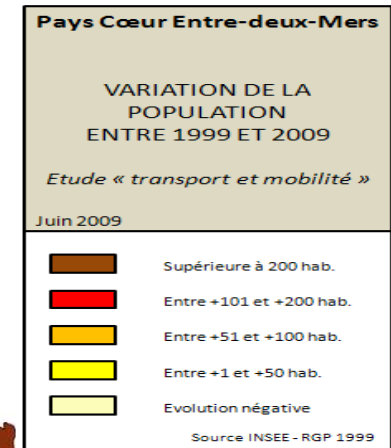 Pays Cœur Entre-deux-Mers
VARIATION DE LA
POPULATION
ENTRE 1999 ET 2009
Etude « transport et mobilité »
Juin 2009
Supérieure à 200 hab.
Entre +101 et +200 hab.
Entre +51 et +100 hab.
Entre +1 et +50 hab.
Evolution négative
Source INSEE - RGP 1999